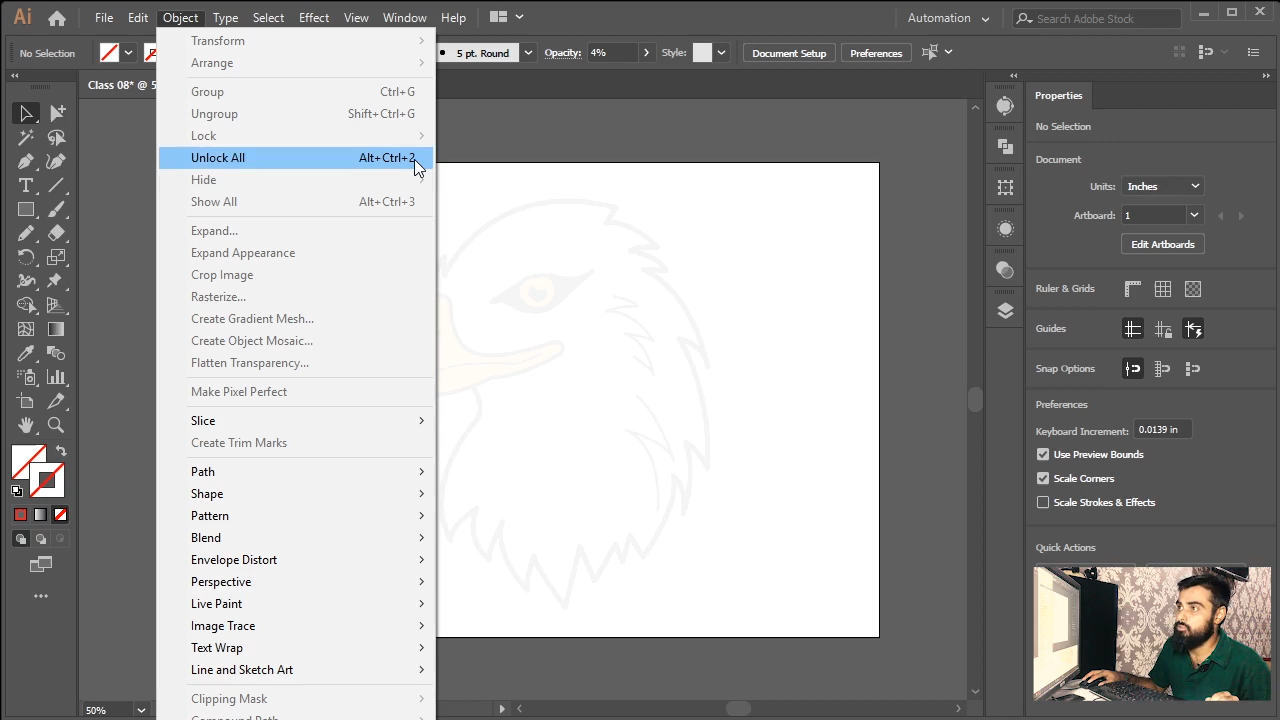 Ai File Edit Object Type Select Effect View Window Help Automation Search Adobe Stock
No Selection 5 pt. Round Opacity: 4% Style: Document Setup Preferences
Class 08* @ 5
Transform
Arrange
Group Ctrl+G
Ungroup Shift+Ctrl+G
Lock
Unlock All Alt+Ctrl+2
Hide
Show All Alt+Ctrl+3
Expand...
Expand Appearance
Crop Image
Rasterize...
Create Gradient Mesh...
Create Object Mosaic...
Flatten Transparency...
Make Pixel Perfect
Slice
Create Trim Marks
Path
Shape
Pattern
Blend
Envelope Distort
Perspective
Live Paint
Image Trace
Text Wrap
Line and Sketch Art
Clipping Mask
Compound Path
50%
Properties
No Selection
Document
Units: Inches
Artboard: 1
Edit Artboards
Ruler & Grids
Guides
Snap Options
Preferences
Keyboard Increment: 0.0139 in
Use Preview Bounds
Scale Corners
Scale Strokes & Effects
Quick Actions